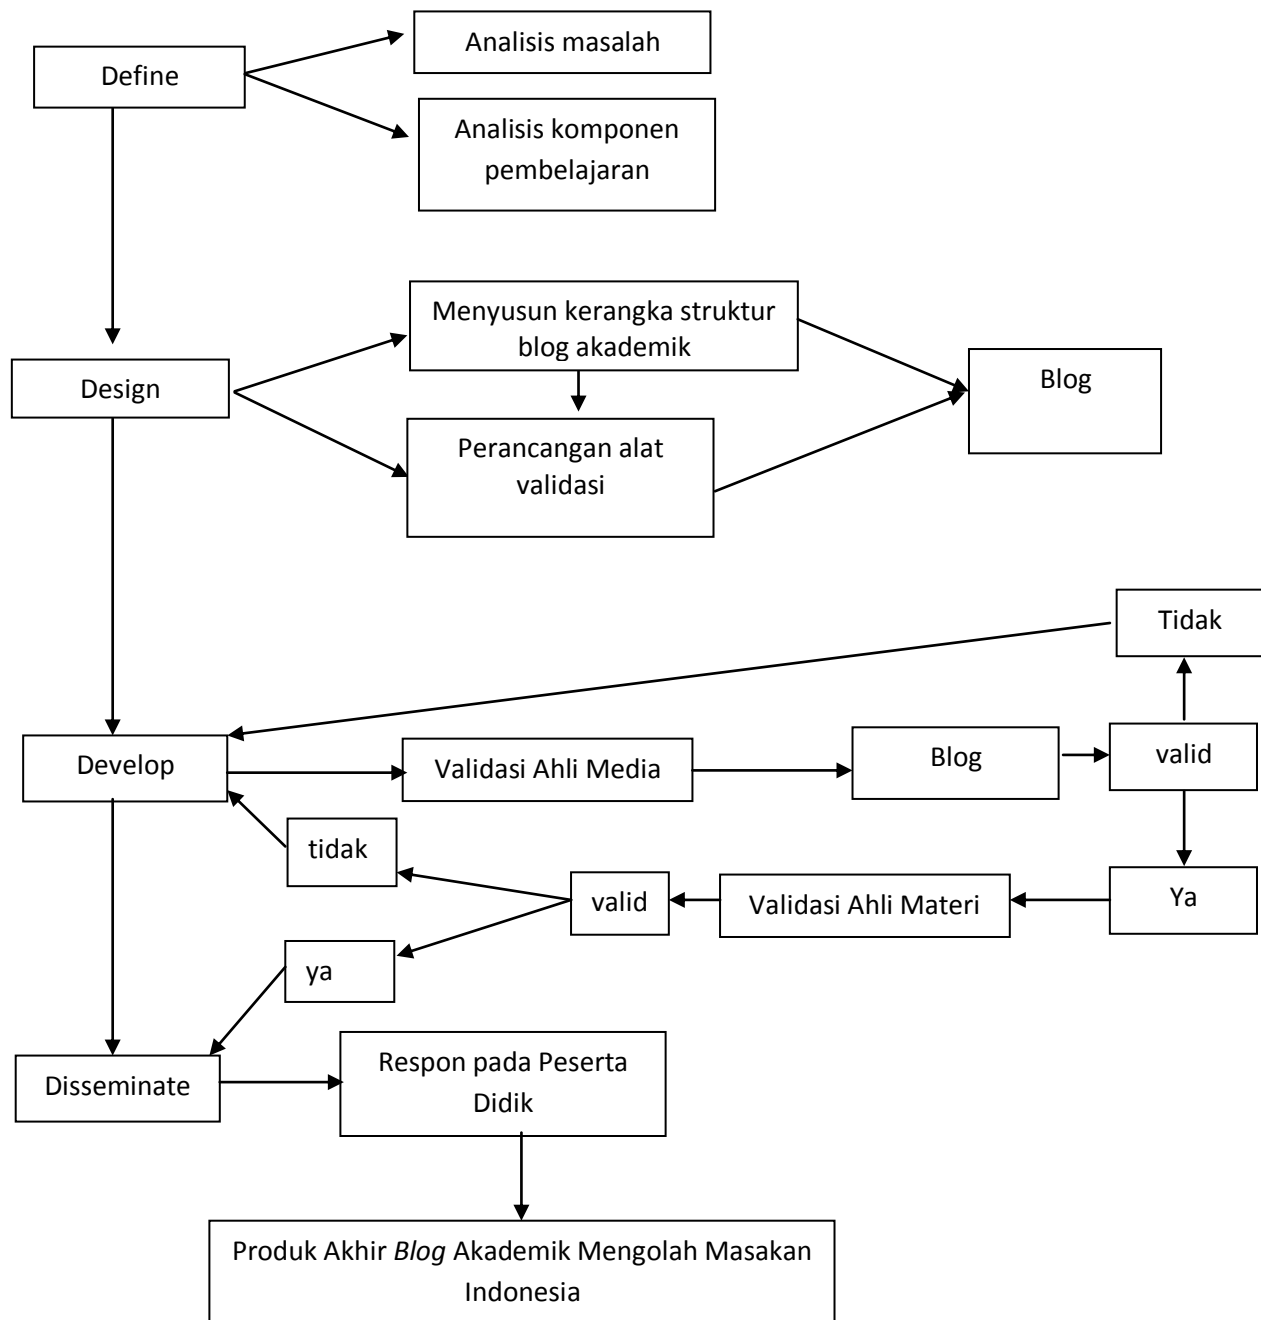 Analisis masalah
Define
Analisis komponen
pembelajaran
Menyusun kerangka struktur
blog akademik
Blog
Design
Perancangan alat
validasi
Tidak
Develop
Validasi Ahli Media
Blog
valid
tidak
valid
Validasi Ahli Materi
Ya
ya
Disseminate
Respon pada Peserta
Didik
Produk Akhir Blog Akademik Mengolah Masakan
Indonesia